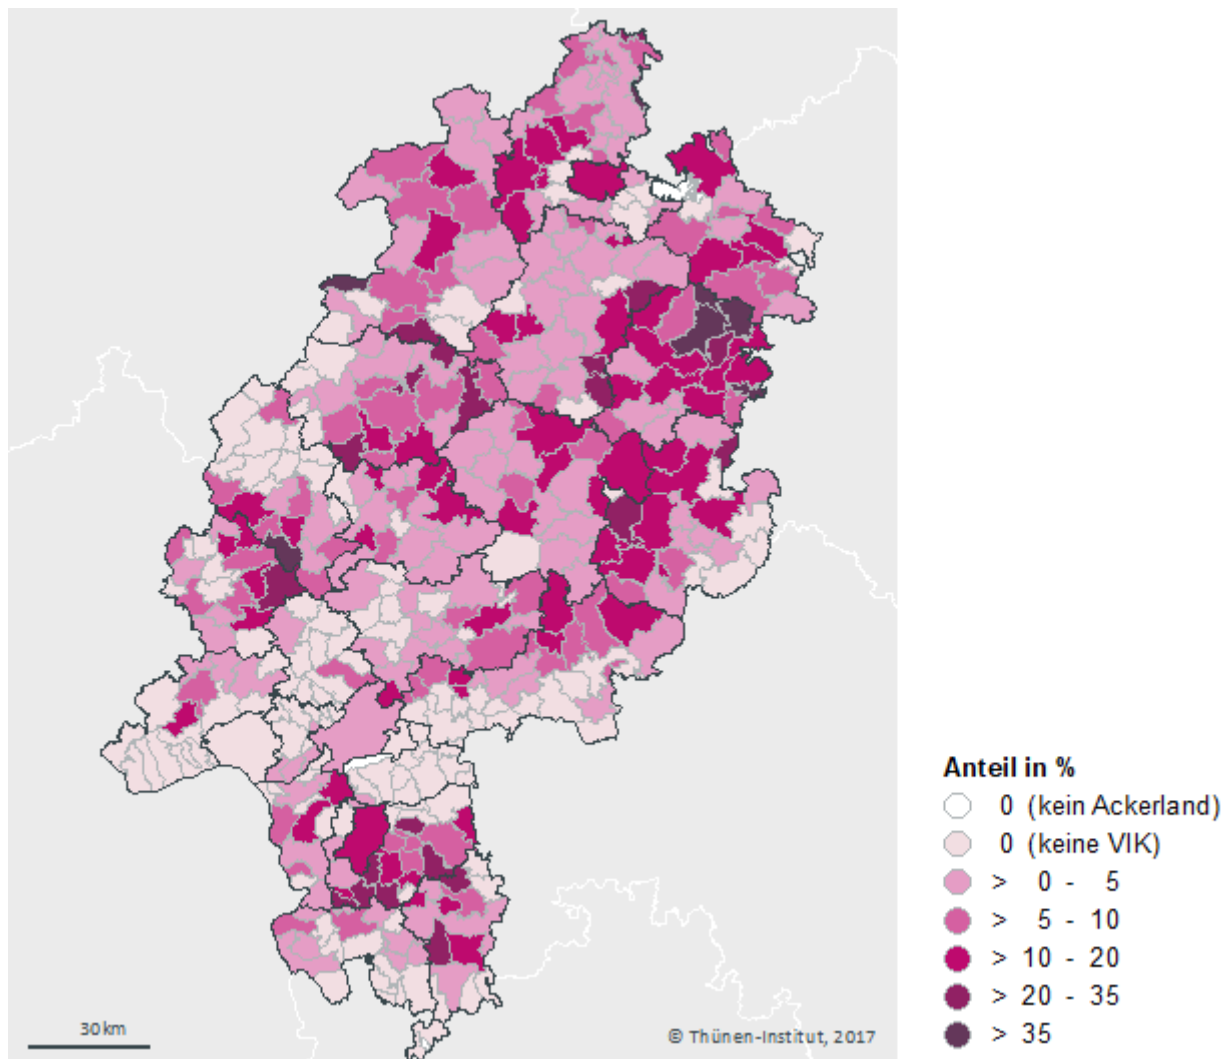 Anteil in %
0 (kein Ackerland)
0 (keine VIK)
> 0 - 5
> 5 - 10
> 10 - 20
> 20 - 35
> 35
30 km
© Thünen-Institut, 2017